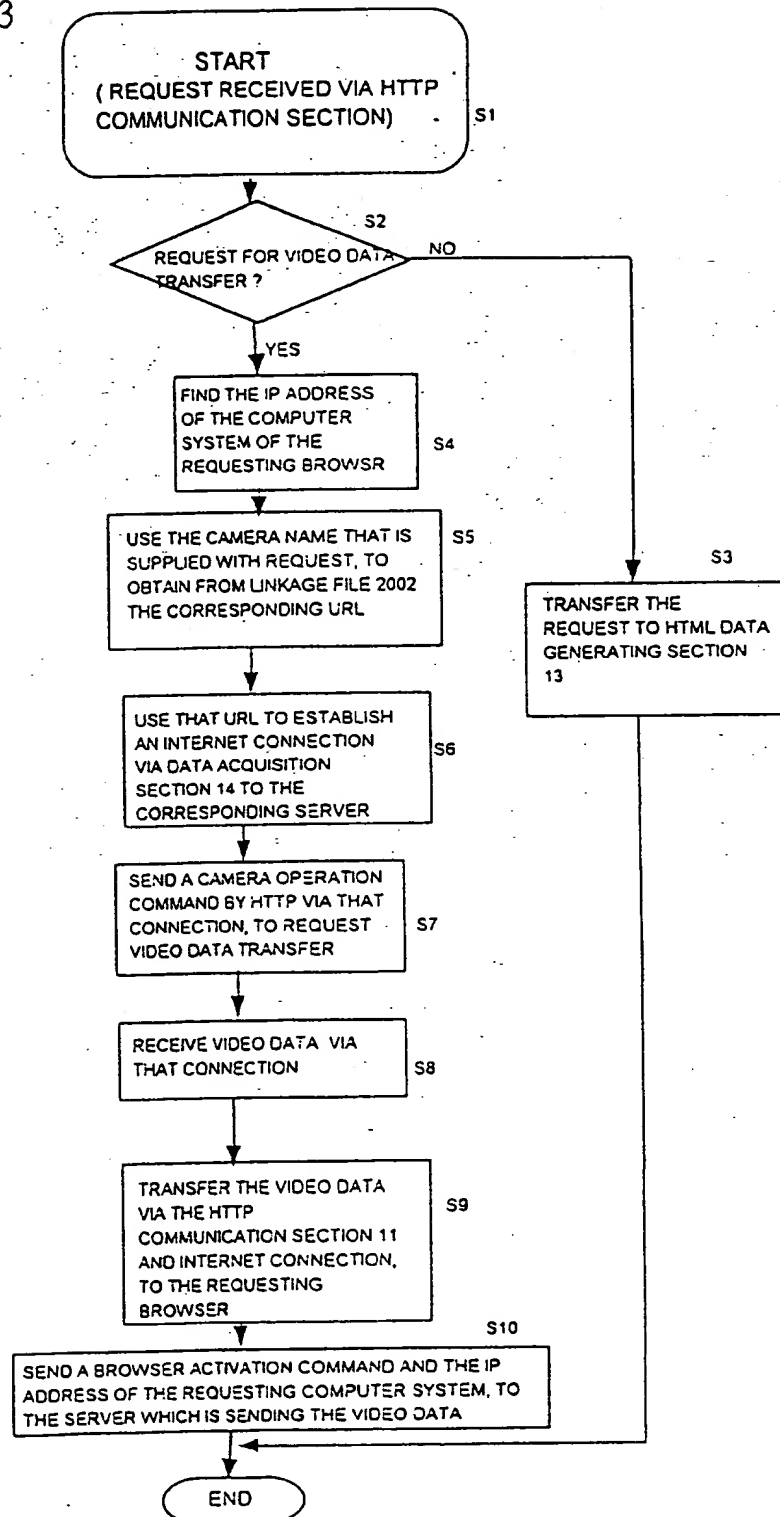 3
START
( REQUEST RECEIVED VIA HTTP
COMMUNICATION SECTION)
S1
S2
REQUEST FOR VIDEO DATA
TRANSFER ?
NO
YES
FIND THE IP ADDRESS
OF THE COMPUTER
SYSTEM OF THE
REQUESTING BROWSR
S4
USE THE CAMERA NAME THAT IS
SUPPUED WITH REQUEST, TO
OBTAIN FROM LINKAGE FILE 2002
THE CORRESPONDING URL
S5
S3
TRANSFER THE
REQUEST TO HTML DATA
GENERATING SECTION
13
USE THAT URL TO ESTABLISH
AN INTERNET CONNECTION
VIA DATA ACQUISITION
SECTION 14 TO THE
CORRESPONDING SERVER
S6
SEND A CAMERA OPERATION
COMMAND BY HTTP VIA THAT
CONNECTION, TO REQUEST
VIDEO DATA TRANSFER
S7
RECEIVE VIDEO DATA VIA
THAT CONNECTION
S8
TRANSFER THE VIDEO DATA
VIA THE HTTP
COMMUNICATION SECTION 11
AND INTERNET CONNECTION,
TO THE REQUESTING
BROWSER
S9
S10
SEND A BROWSER ACTIVATION COMMAND AND THE IP
ADDRESS OF THE REQUESTING COMPUTER SYSTEM, TO
THE SERVER WHICH IS SENDING THE VIDEO DATA
END